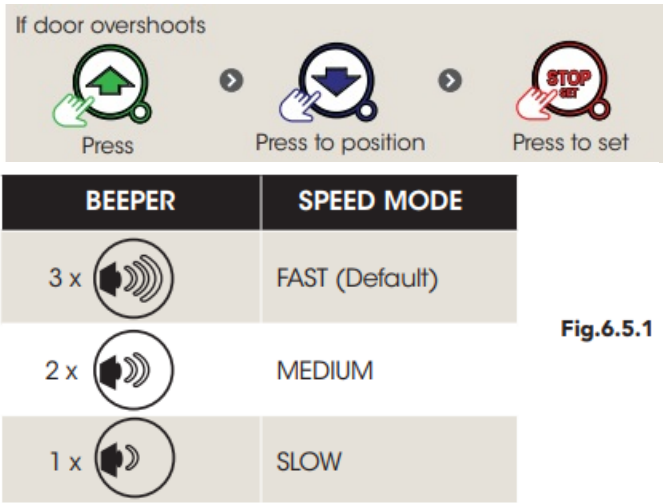 If door overshoots
STOP
SET
Press
Press to position
Press to set
BEEPER SPEED MODE
3 x FAST (Default)
Fig.6.5.1
2 x MEDIUM
1 x SLOW